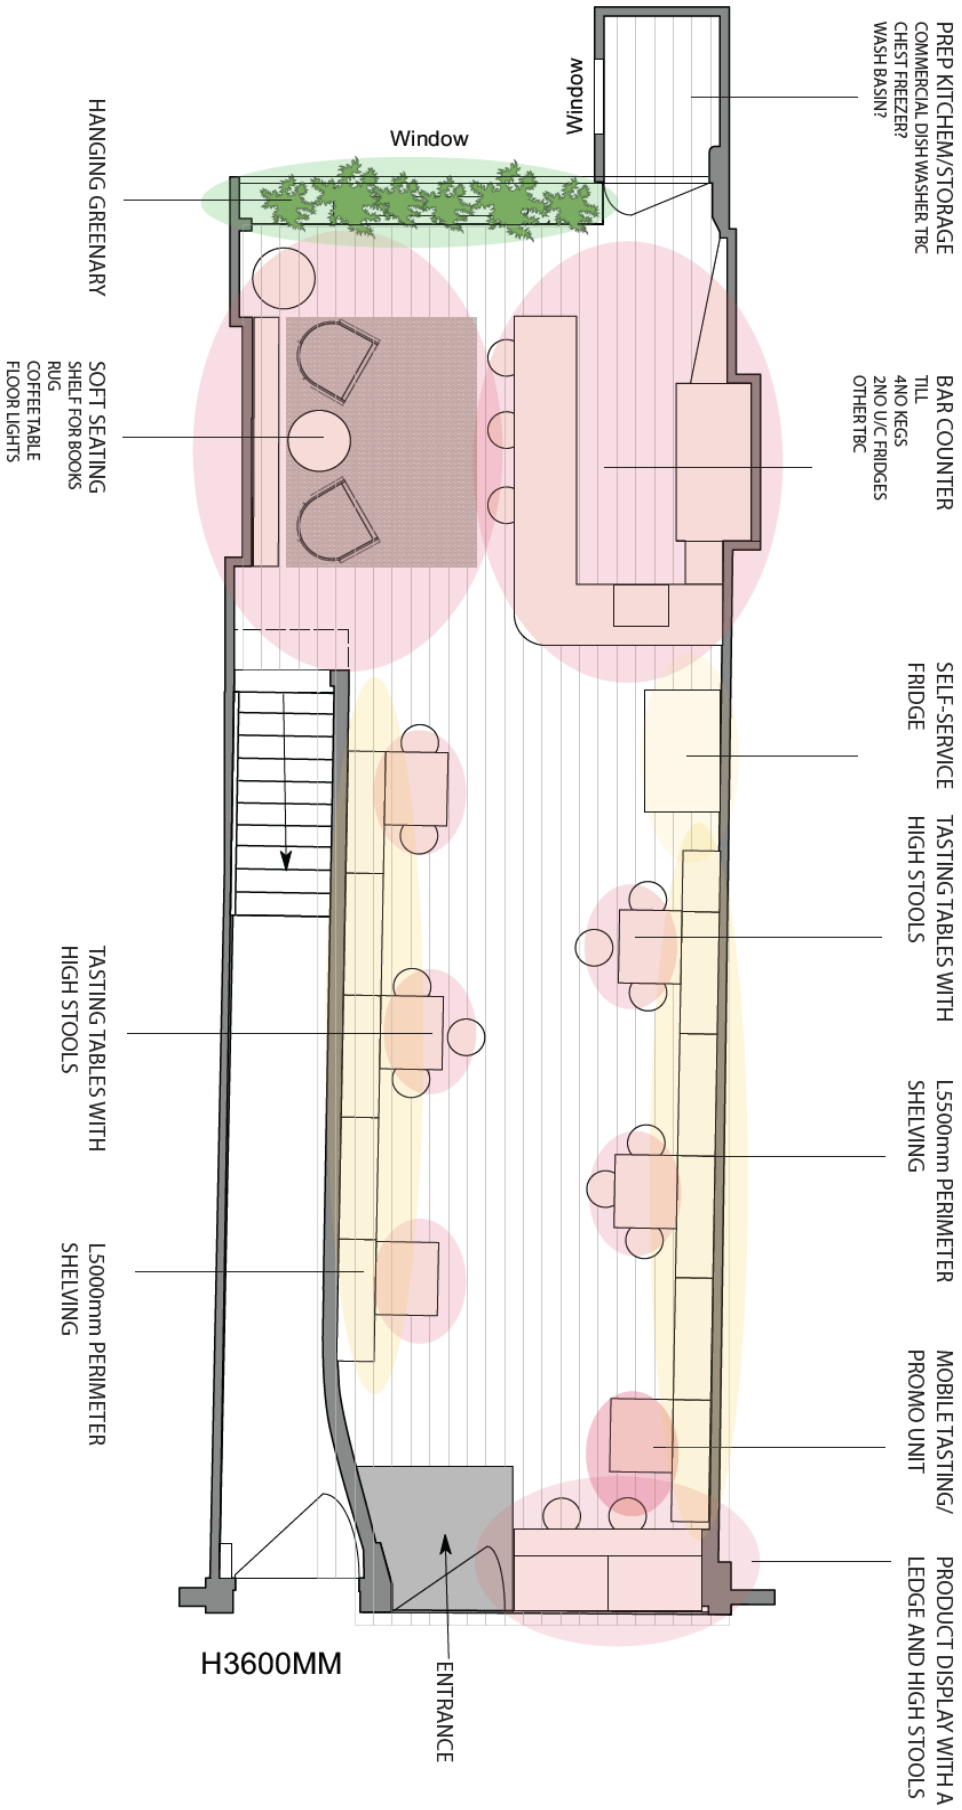 PREP KITCHEM/STORAGE
COMMERCIAL DISHWASHER TBC
CHEST FREEZER?
WASH BASIN?
Window
Window
HANGING GREENARY
BAR COUNTER
TILL
4NO KEGS
2NO U/C FRIDGES
OTHER TBC
SOFT SEATING
SHELF FOR BOOKS
RUG
COFFEE TABLE
FLOOR LIGHTS
SELF-SERVICE
FRIDGE
TASTING TABLES WITH
HIGH STOOLS
TASTING TABLES WITH
HIGH STOOLS
L5500mm PERIMETER
SHELVING
L5000mm PERIMETER
SHELVING
MOBILE TASTING/
PROMO UNIT
PRODUCT DISPLAY WITH A
LEDGE AND HIGH STOOLS
H3600MM
ENTRANCE